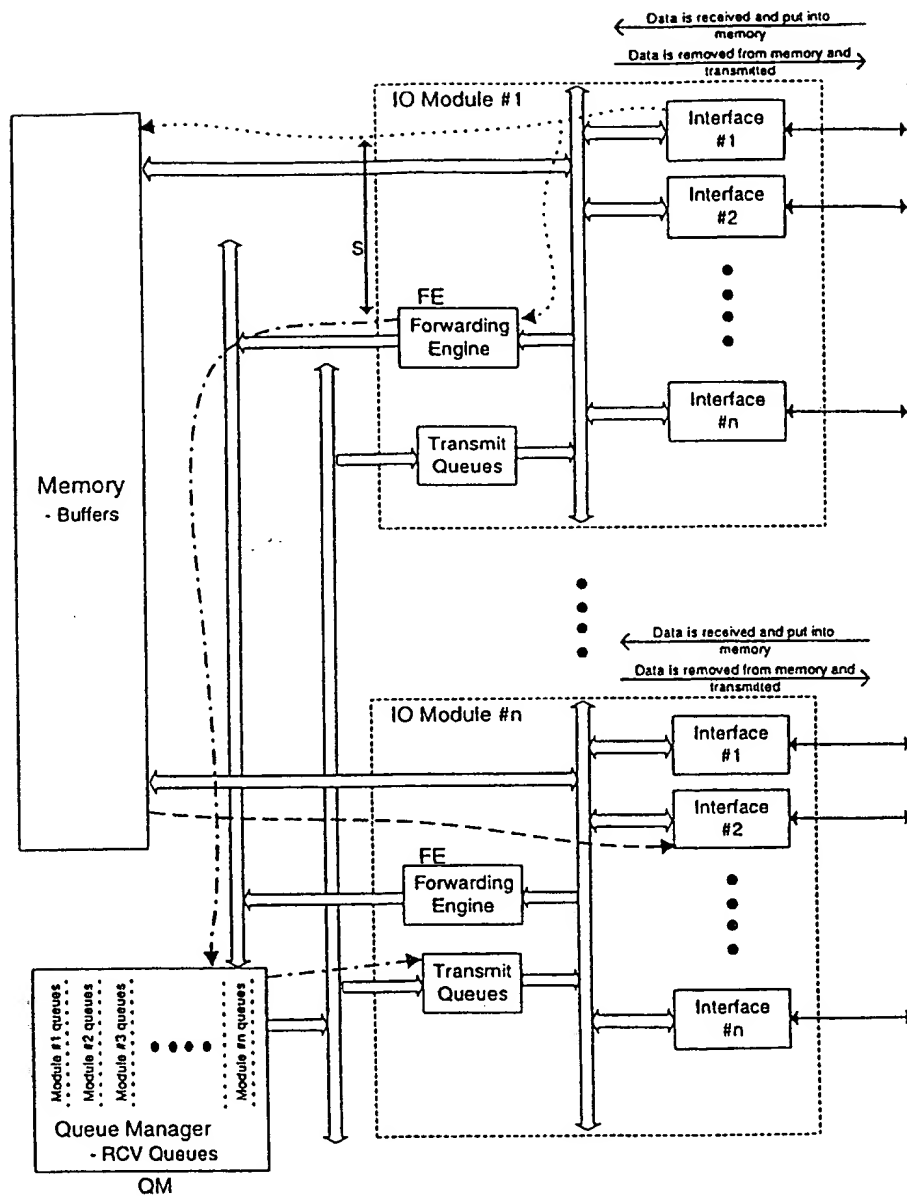 Data is received and put into
memory
Data is removed from memory and
transmitted
IO Module #1
Interface
#1
Interface
#2
S
FE
Forwarding
Engine
Interface
#n
Transmit
Queues
Memory
- Buffers
Data is received and put into
memory
Data is removed from memory and
transmitted
IO Module #n
Interface
#1
Interface
#2
FE
Forwarding
Engine
Transmit
Queues
Interface
#n
Module #1 queues
Module #2 queues
Module #3 queues
Module #n queues
Queue Manager
- RCV Queues
QM